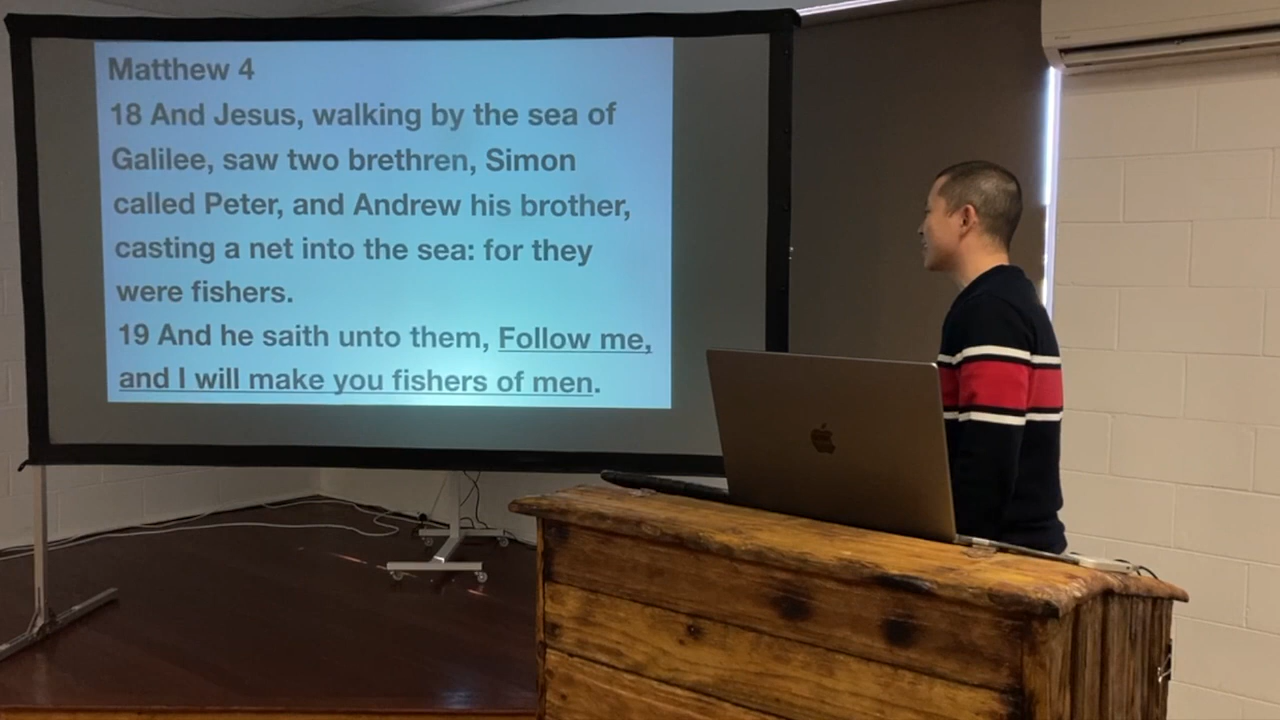 Matthew 4
18 And Jesus, walking by the sea of
Galilee, saw two brethren, Simon
called Peter, and Andrew his brother,
casting a net into the sea: for they
were fishers.
19 And he saith unto them, Follow me,
and I will make you fishers of men.